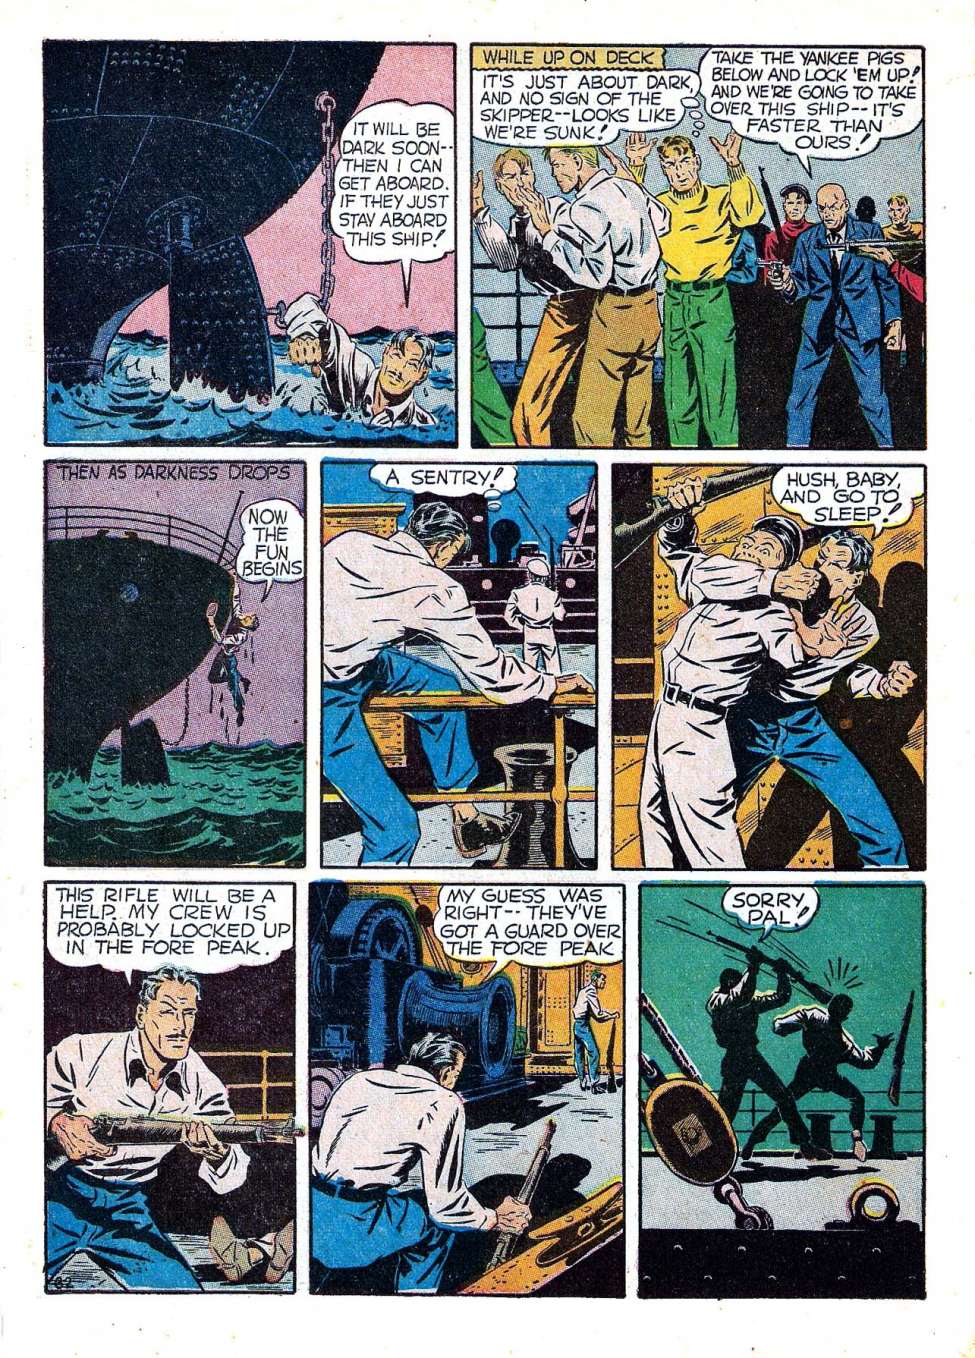 IT WILL BE
DARK SOON--
THEN I CAN
GET ABOARD.
IF THEY JUST
STAY ABOARD
THIS SHIP!
WHILE UP ON DECK
IT'S JUST ABOUT DARK,
AND NO SIGN OF THE
SKIPPER--LOOKS LIKE
WE'RE SUNK!
TAKE THE YANKEE PIGS
BELOW AND LOCK 'EM UP!
AND WE'RE GOING TO TAKE
OVER THIS SHIP--IT'S
FASTER THAN
OURS!
THEN AS DARKNESS DROPS
NOW
THE
FUN
BEGINS
A SENTRY!
HUSH, BABY,
AND GO TO
SLEEP!
THIS RIFLE WILL BE A
HELP. MY CREW IS
PROBABLY LOCKED UP
IN THE FORE PEAK.
62
MY GUESS WAS
RIGHT-- THEY'VE
GOT A GUARD OVER
THE FORE PEAK
SORRY,
PAL!